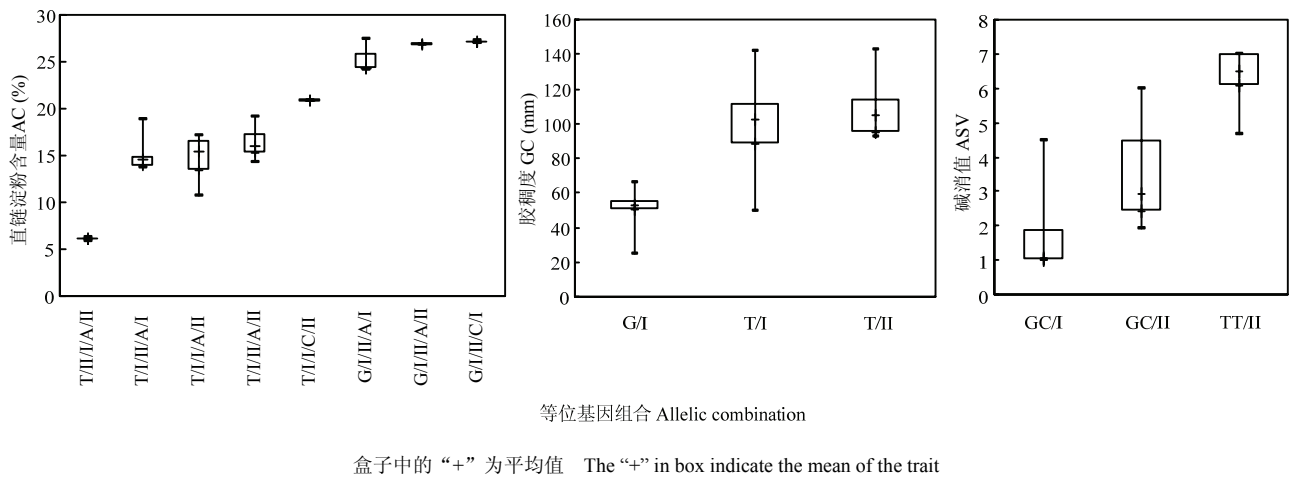 30
25
20
15
10
5
0
直链淀粉含量AC (%)
T/II/I/A/II
T/I/II/A/I
T/I/I/A/II
T/I/II/A/II
T/I/I/C/II
G/I/II/A/I
G/I/II/A/II
G/I/II/C/I
160
140
120
100
80
60
40
20
0
胶稠度 GC (mm)
G/I
T/I
T/II
8
7
6
5
4
3
2
1
0
碱消值 ASV
GC/I
GC/II
TT/II
等位基因组合 Allelic combination
盒子中的“+”为平均值 The “+” in box indicate the mean of the trait